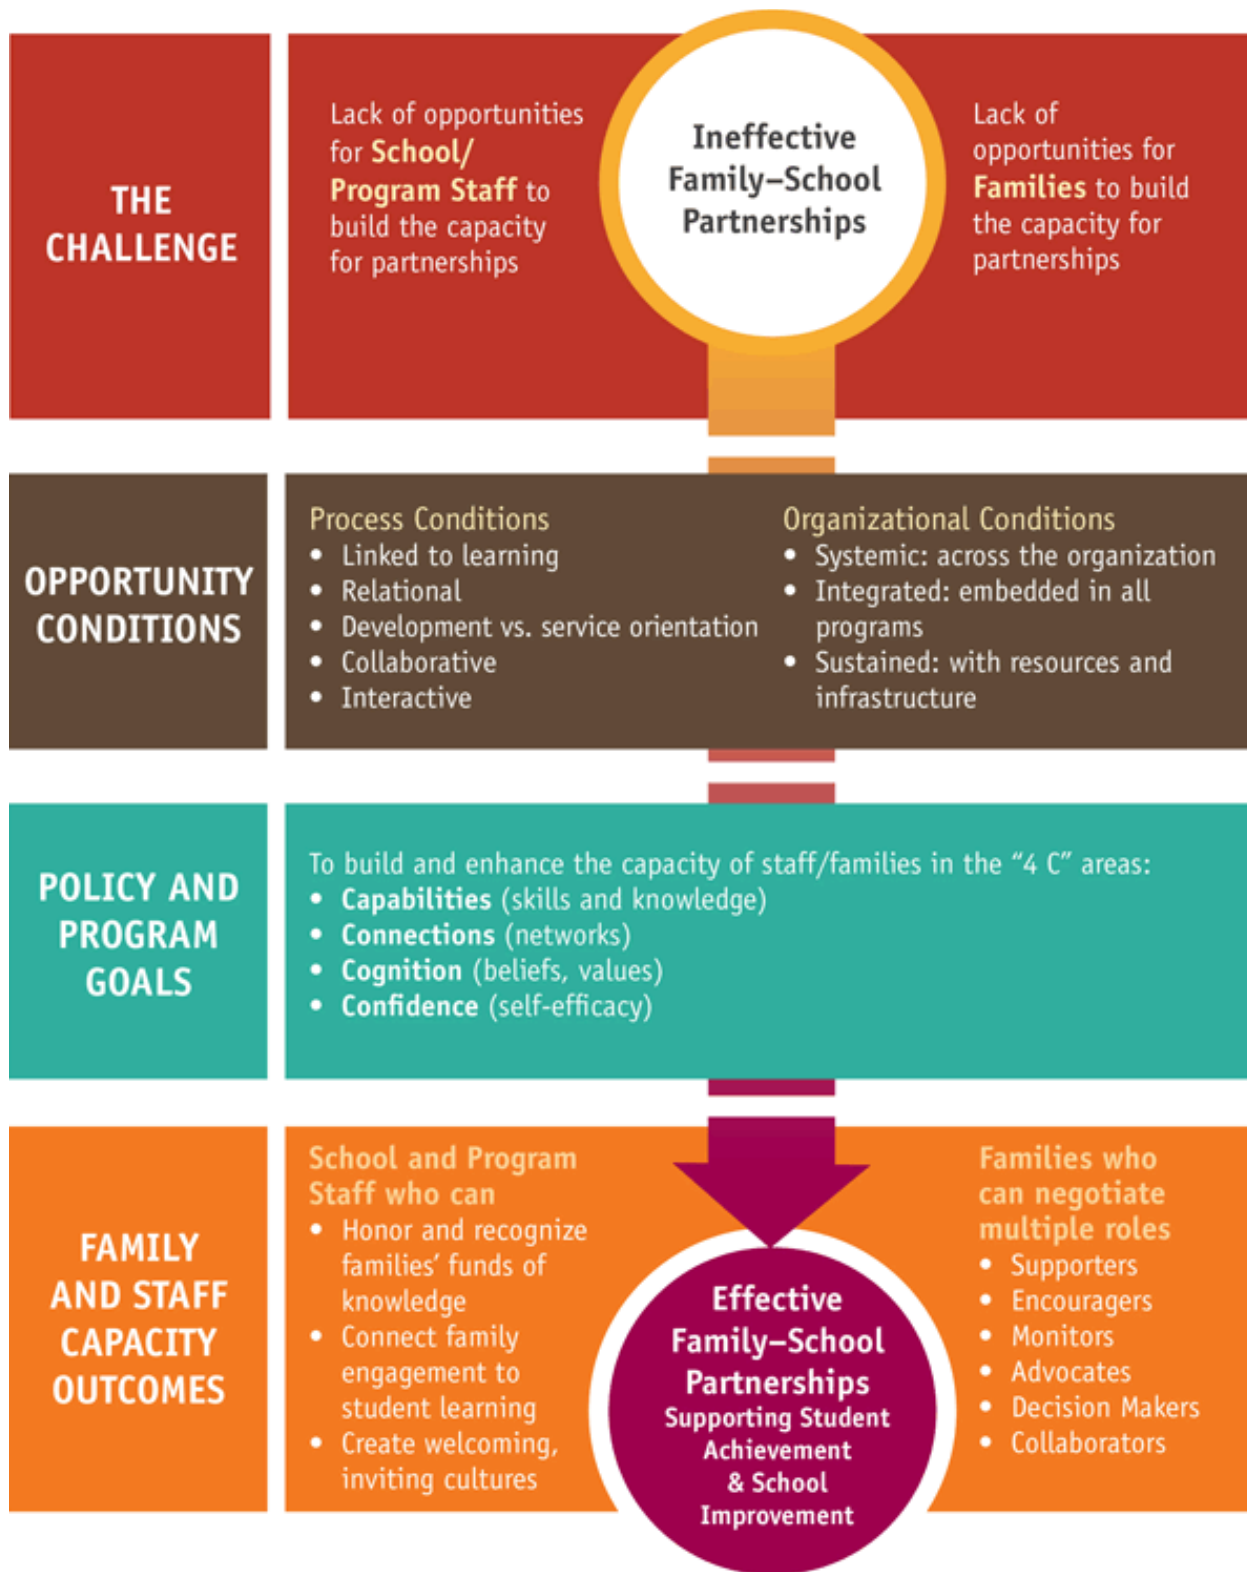 THE
CHALLENGE
Lack of opportunities
for School/
Program Staff to
build the capacity
for partnerships
Ineffective
Family–School
Partnerships
Lack of
opportunities for
Families to build
the capacity for
partnerships
OPPORTUNITY
CONDITIONS
Process Conditions
• Linked to learning
• Relational
• Development vs. service orientation
• Collaborative
• Interactive
Organizational Conditions
• Systemic: across the organization
• Integrated: embedded in all
programs
• Sustained: with resources and
infrastructure
POLICY AND
PROGRAM
GOALS
To build and enhance the capacity of staff/families in the “4 C” areas:
• Capabilities (skills and knowledge)
• Connections (networks)
• Cognition (beliefs, values)
• Confidence (self-efficacy)
FAMILY
AND STAFF
CAPACITY
OUTCOMES
School and Program
Staff who can
• Honor and recognize
families’ funds of
knowledge
• Connect family
engagement to
student learning
• Create welcoming,
inviting cultures
Effective
Family–School
Partnerships
Supporting Student
Achievement
& School
Improvement
Families who
can negotiate
multiple roles
• Supporters
• Encouragers
• Monitors
• Advocates
• Decision Makers
• Collaborators